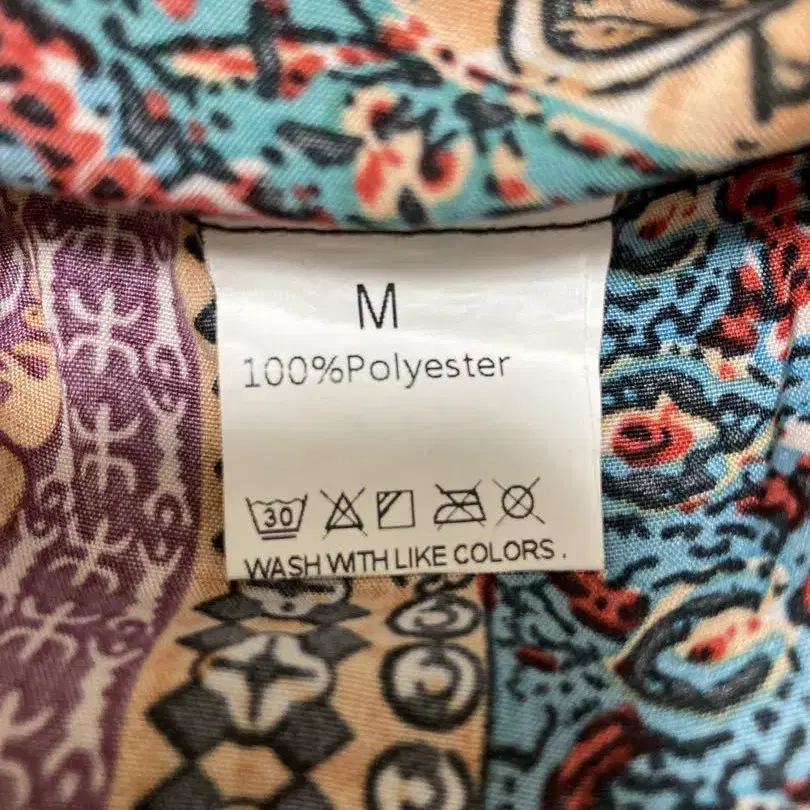 M
100%Polyester
30
WASH WITH LIKE COLORS.